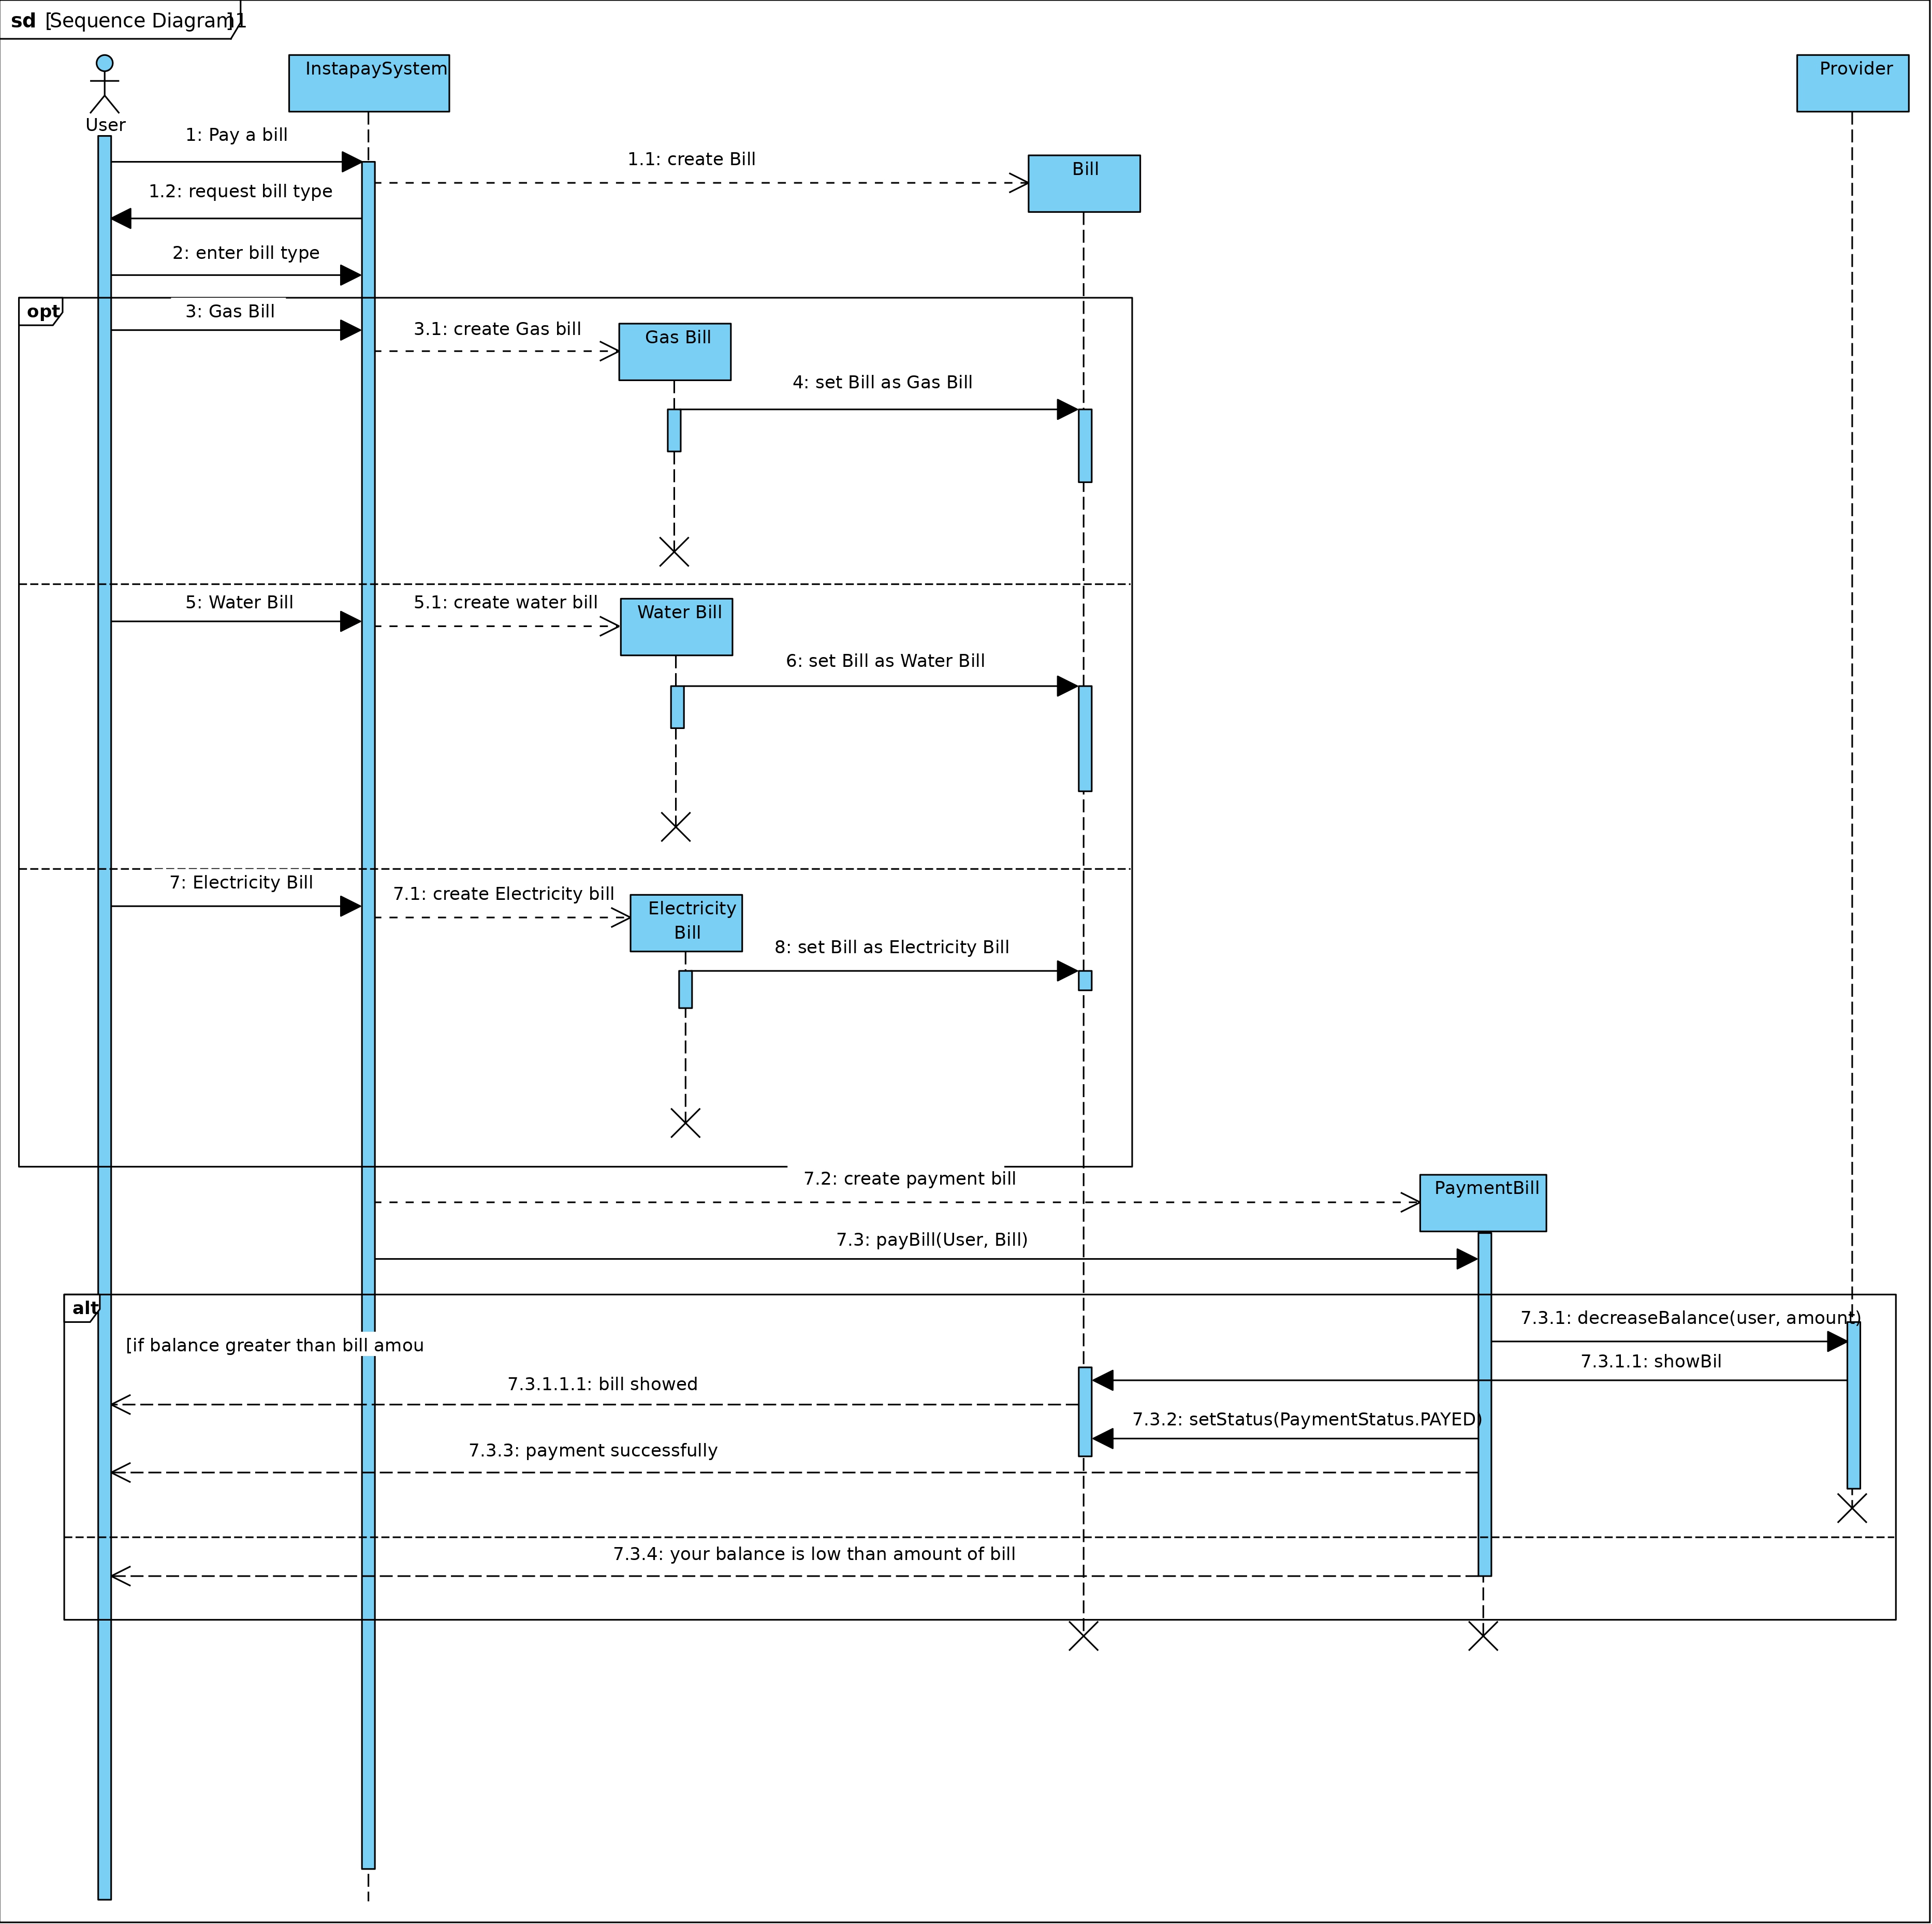 sd [Sequence Diagram1]
InstapaySystem
Provider
User
1: Pay a bill
1.1: create Bill
Bill
1.2: request bill type
2: enter bill type
opt
3: Gas Bill
3.1: create Gas bill
Gas Bill
4: set Bill as Gas Bill
5: Water Bill
5.1: create water bill
Water Bill
6: set Bill as Water Bill
7: Electricity Bill
7.1: create Electricity bill
Electricity
Bill
8: set Bill as Electricity Bill
7.2: create payment bill
PaymentBill
7.3: payBill(User, Bill)
alt
7.3.1: decreaseBalance(user, amount)
[if balance greater than bill amou
7.3.1.1: showBil
7.3.1.1.1: bill showed
7.3.2: setStatus(PaymentStatus.PAYED)
7.3.3: payment successfully
7.3.4: your balance is low than amount of bill